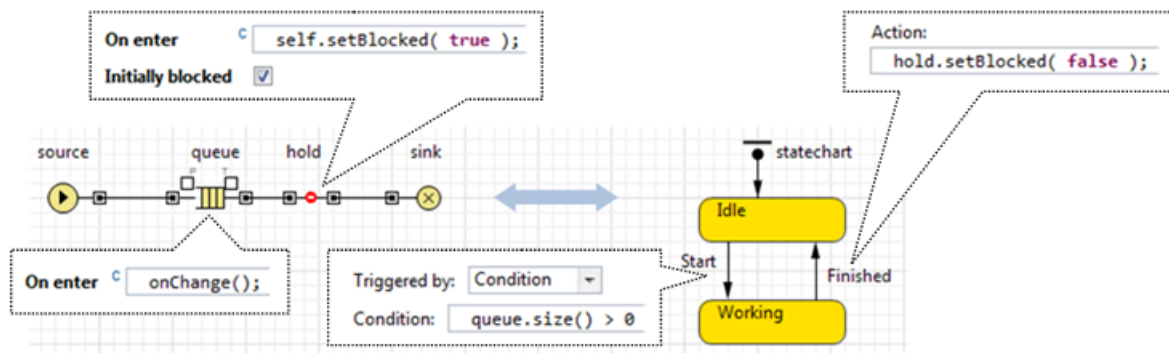 On enter C self.setBlocked( true );
Initially blocked
Action:
hold.setBlocked( false );
source queue hold sink
P T
statechart
Idle
Start
Finished
Working
On enter C onChange();
Triggered by: Condition
Condition: queue.size() > 0